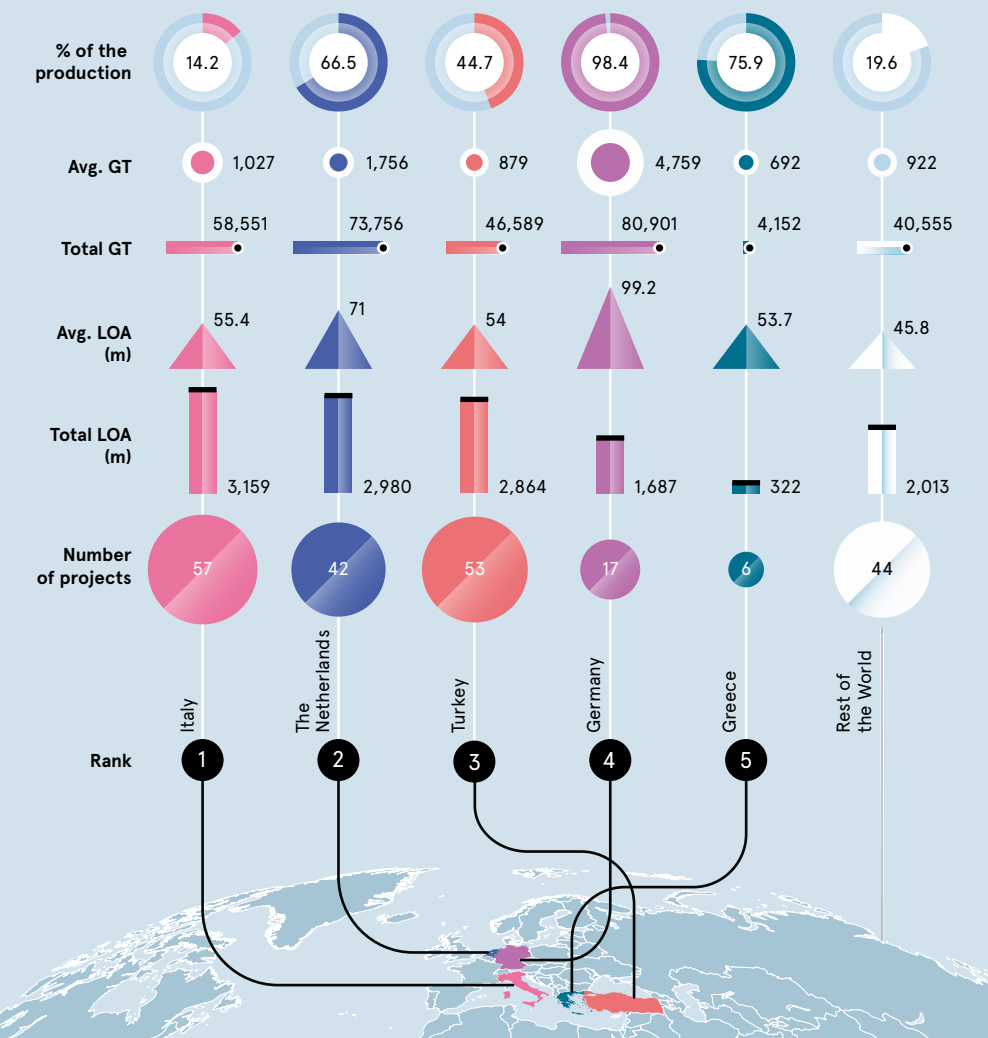 % of the
production
14.2
66.5
44.7
98.4
75.9
19.6
Avg. GT
1,027
1,756
879
4,759
692
922
Total GT
58,551
73,756
46,589
80,901
4,152
40,555
Avg. LOA
(m)
55.4
71
54
99.2
53.7
45.8
Total LOA
(m)
3,159
2,980
2,864
1,687
322
2,013
Number
of projects
57
42
53
17
6
44
Italy
The
Netherlands
Turkey
Germany
Greece
Rest of
the World
Rank
1
2
3
4
5